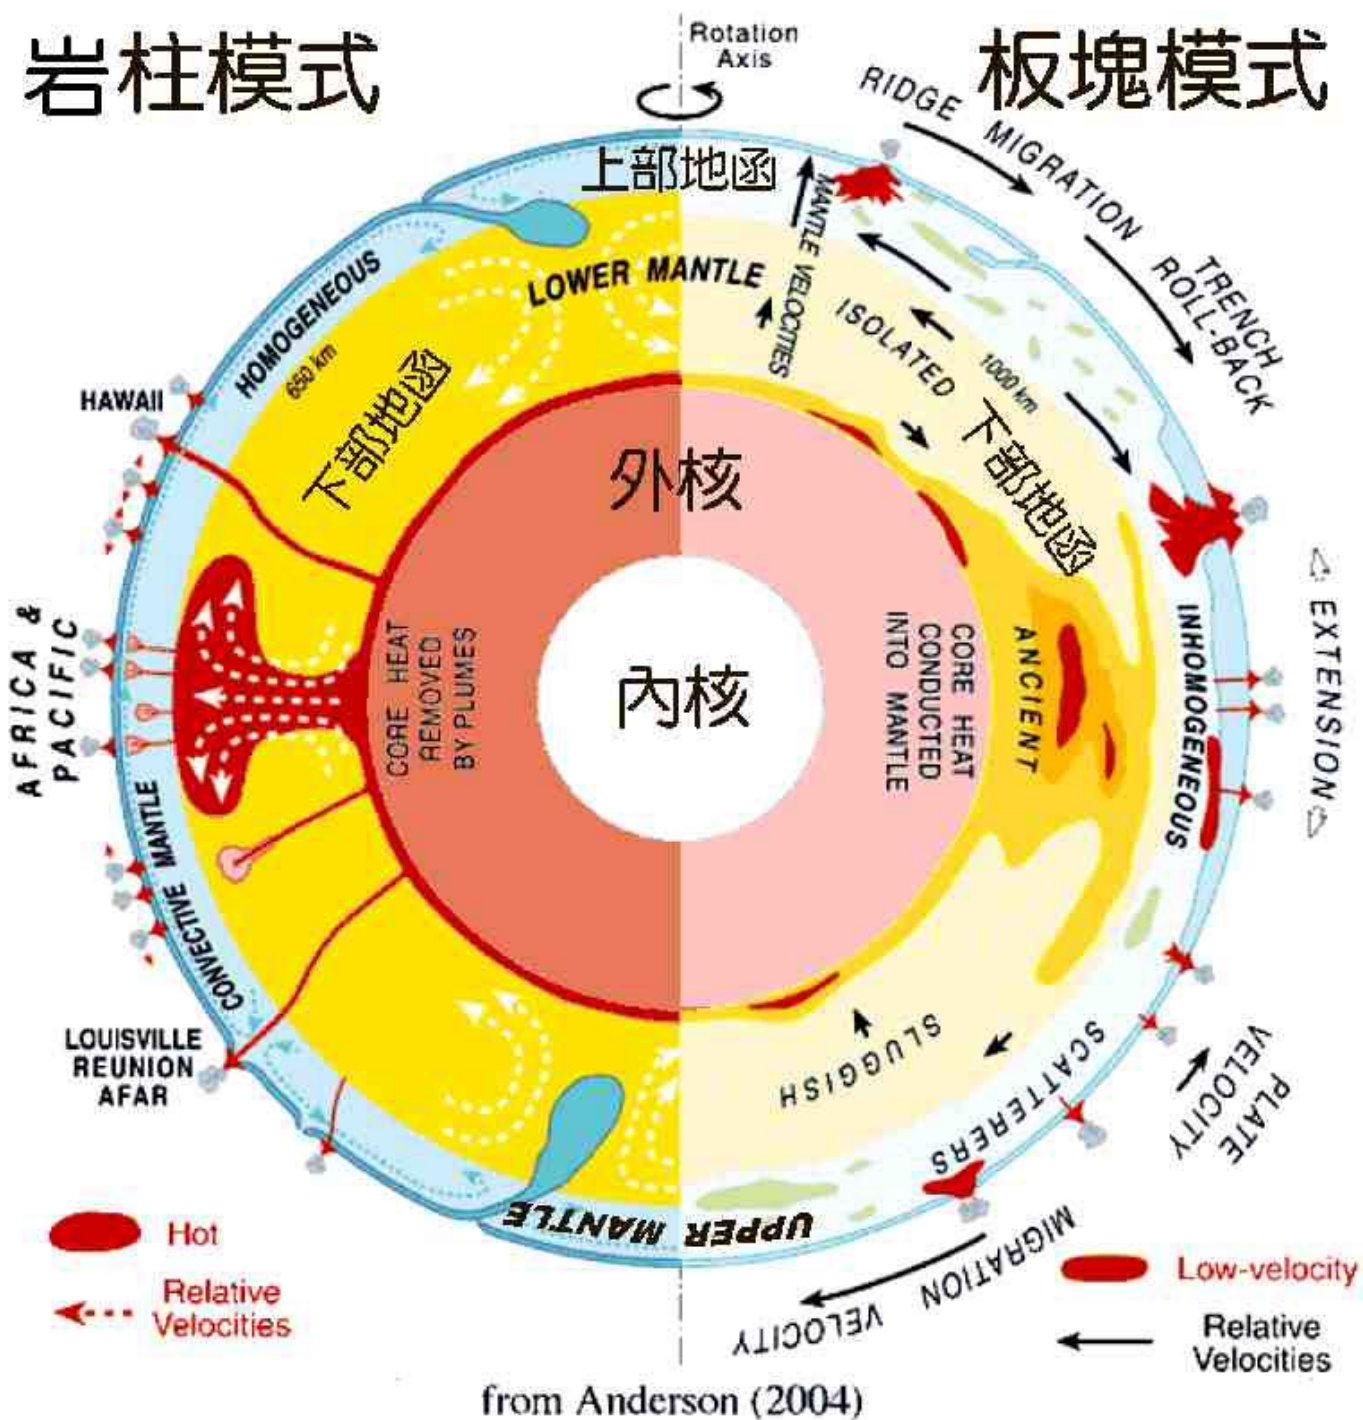 岩柱模式
Rotation
Axis
板塊模式
RIDGE MIGRATION
TRENCH
ROLL-BACK
上部地函
MANTLE VELOCITIES
HOMOGENEOUS
650 km
LOWER MANTLE
ISOLATED
1000 km
HAWAII
下部地函
下部地函
外核
內核
AFRICA &
PACIFIC
CORE HEAT
REMOVED
BY PLUMES
CORE HEAT
CONDUCTED
INTO MANTLE
ANCIENT
INHOMOGENEOUS
EXTENSION
CONVECTIVE MANTLE
LOUISVILLE
REUNION
AFAR
SLUGGISH
SCATTERERS
PLATE
VELOCITY
UPPER MANTLE
MIGRATION VELOCITY
Hot
Relative
Velocities
Low-velocity
Relative
Velocities
from Anderson (2004)